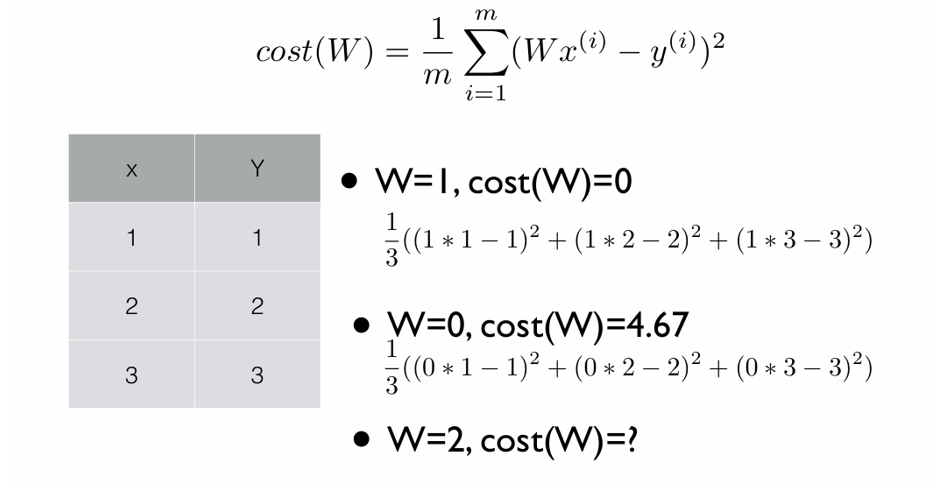 cost(W) = \frac{1}{m} \sum_{i=1}^{m} (Wx^{(i)} - y^{(i)})^2
x Y
1 1
2 2
3 3
• W=1, cost(W)=0
\frac{1}{3}((1 * 1 - 1)^2 + (1 * 2 - 2)^2 + (1 * 3 - 3)^2)
• W=0, cost(W)=4.67
\frac{1}{3}((0 * 1 - 1)^2 + (0 * 2 - 2)^2 + (0 * 3 - 3)^2)
• W=2, cost(W)=?